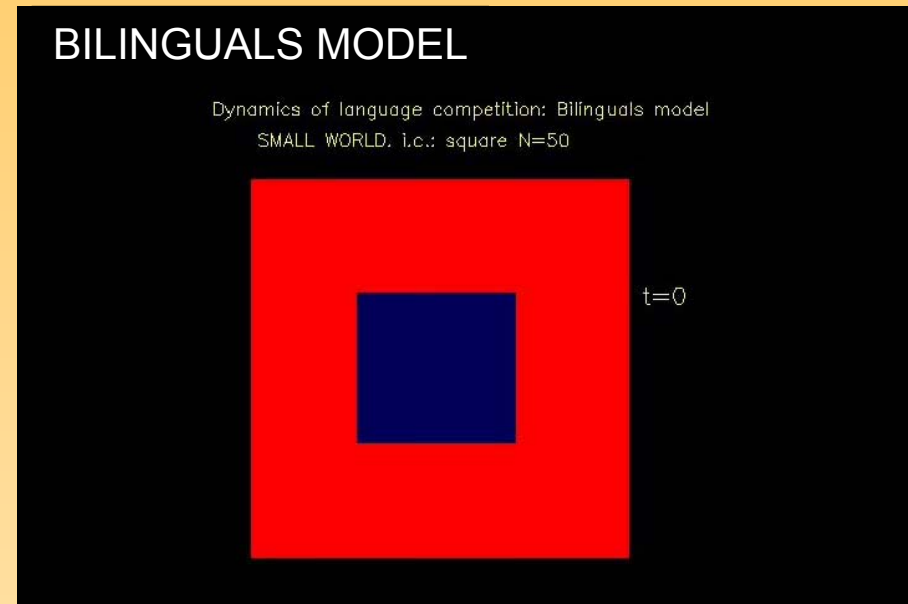 BILINGUALS MODEL
Dynamics of language competition: Bilinguals model
SMALL WORLD. i.c.: square N=50
t=0